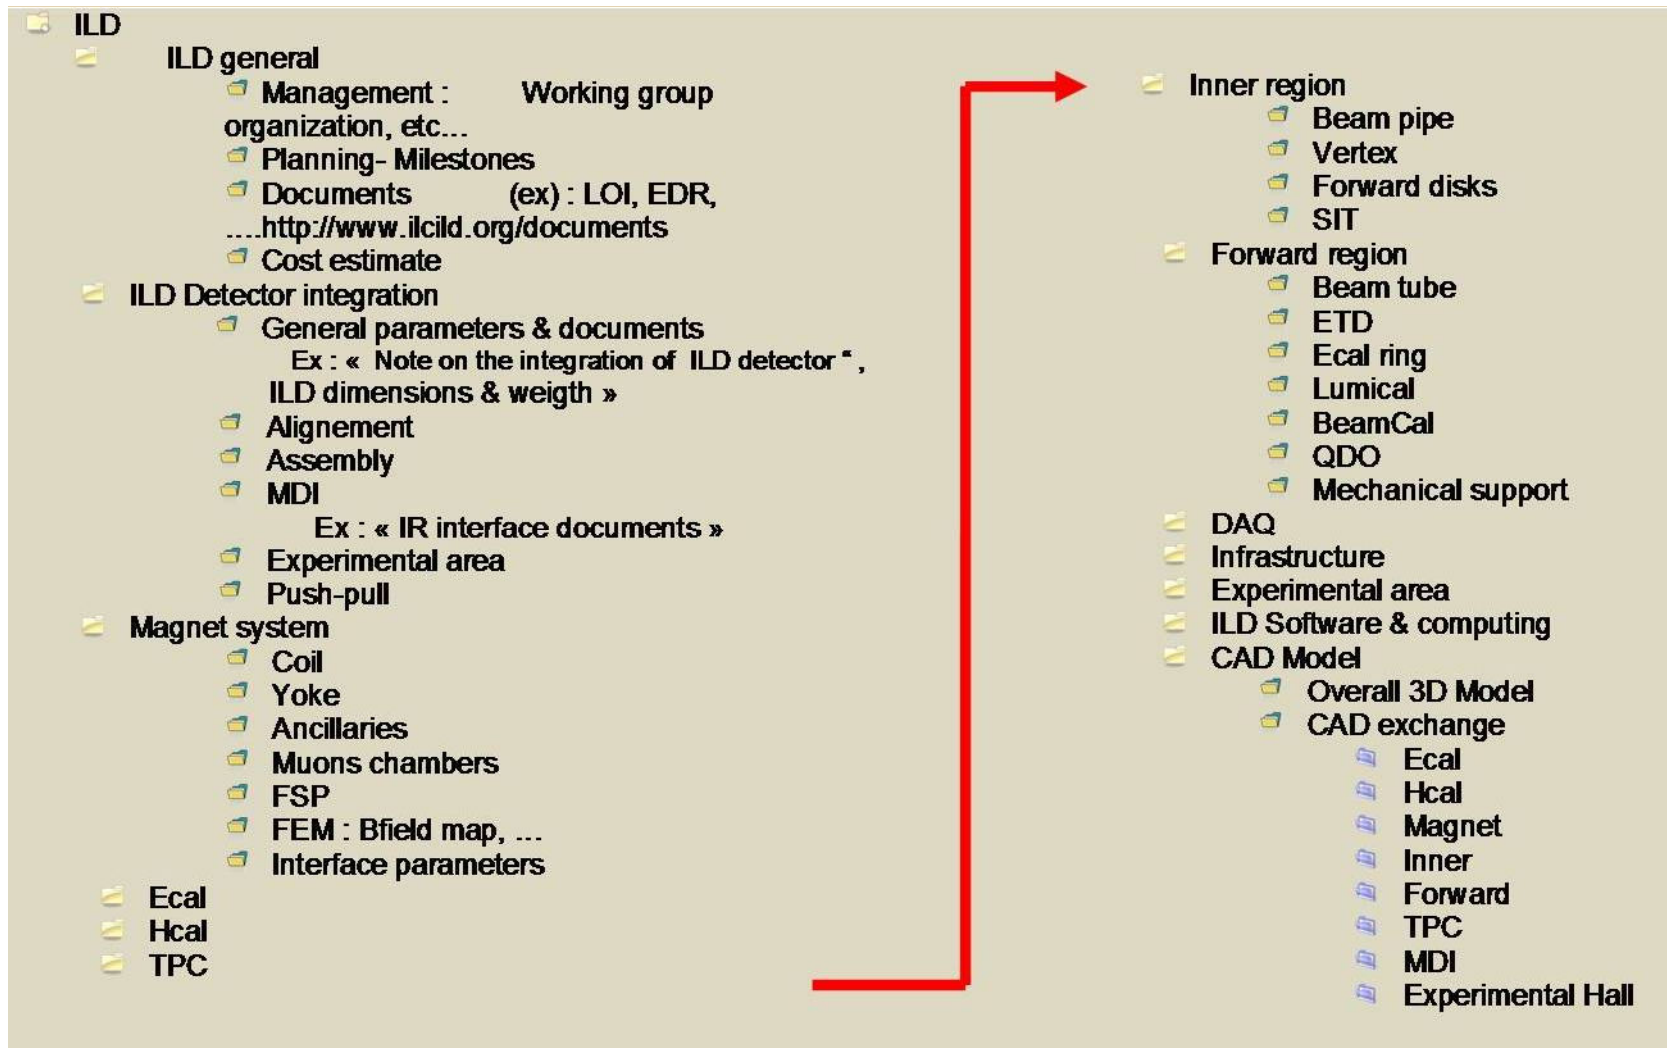 ILD
ILD general
Management : Working group
organization, etc...
Planning- Milestones
Documents (ex) : LOI, EDR,
....http://www.ilcild.org/documents
Cost estimate
ILD Detector integration
General parameters & documents
Ex : « Note on the integration of ILD detector “ ,
ILD dimensions & weigth »
Alignement
Assembly
MDI
Ex : « IR interface documents »
Experimental area
Push-pull
Magnet system
Coil
Yoke
Ancillaries
Muons chambers
FSP
FEM : Bfield map, ...
Interface parameters
Ecal
Hcal
TPC
Inner region
Beam pipe
Vertex
Forward disks
SIT
Forward region
Beam tube
ETD
Ecal ring
Lumical
BeamCal
QDO
Mechanical support
DAQ
Infrastructure
Experimental area
ILD Software & computing
CAD Model
Overall 3D Model
CAD exchange
Ecal
Hcal
Magnet
Inner
Forward
TPC
MDI
Experimental Hall